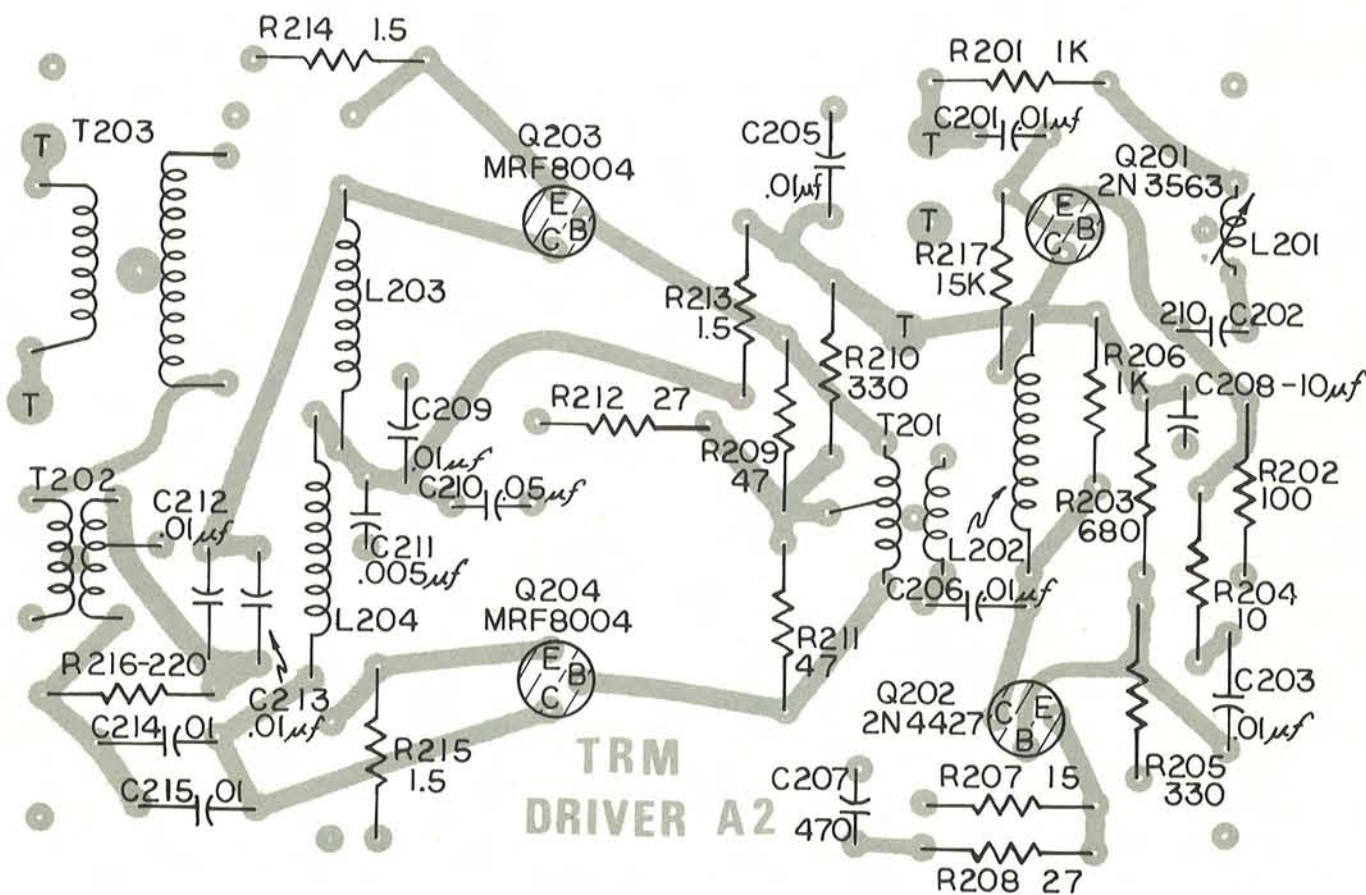 R214 1.5
R201 1K
T
T203
Q203
MRF8004
E
B
C
C205
.01µf
C201 .01µf
T
Q201
2N3563
E
B
C
T
R217
15K
L201
L203
R213
1.5
T
210 C202
T
R210
330
R206
1K
C208-10µf
C209
.01µf
R212 27
R209
47
T201
C210 .05µf
T202
C212
.01µf
R203
680
R202
100
C211
.005µf
L202
C206 .01µf
R204
10
L204
Q204
MRF8004
E
B
C
R211
47
R216-220
C213
.01µf
C214 .01
Q202
2N4427
C E
B
C203
.01µf
R215
1.5
TRM
DRIVER A2
C215 .01
C207
470
R207 15
R205
330
R208 27